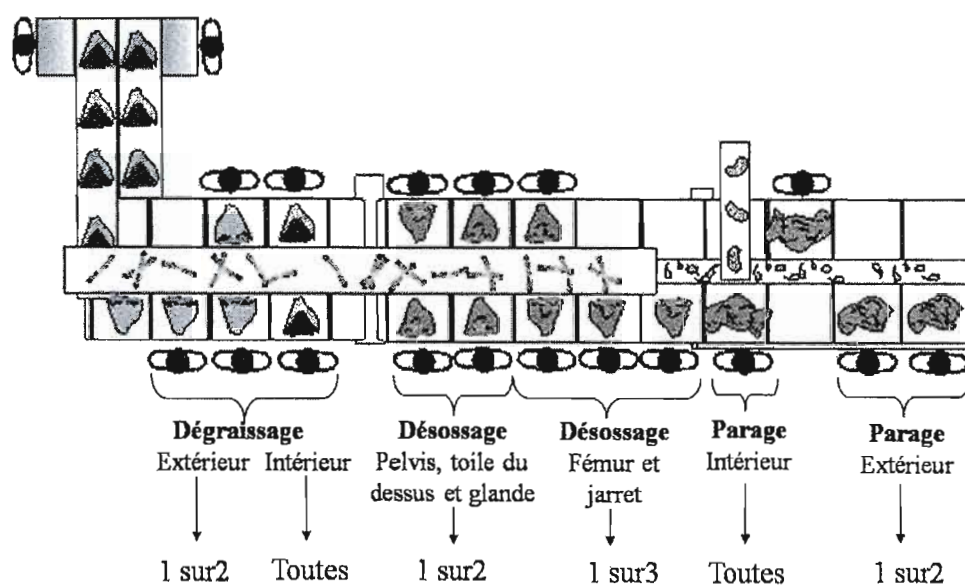 Dégraissage
Extérieur Intérieur
Désossage
Pelvis, toile du
dessus et glande
Désossage
Fémur et
jarret
Parage
Intérieur
Parage
Extérieur
1 sur2
Toutes
1 sur2
1 sur3
Toutes
1 sur2